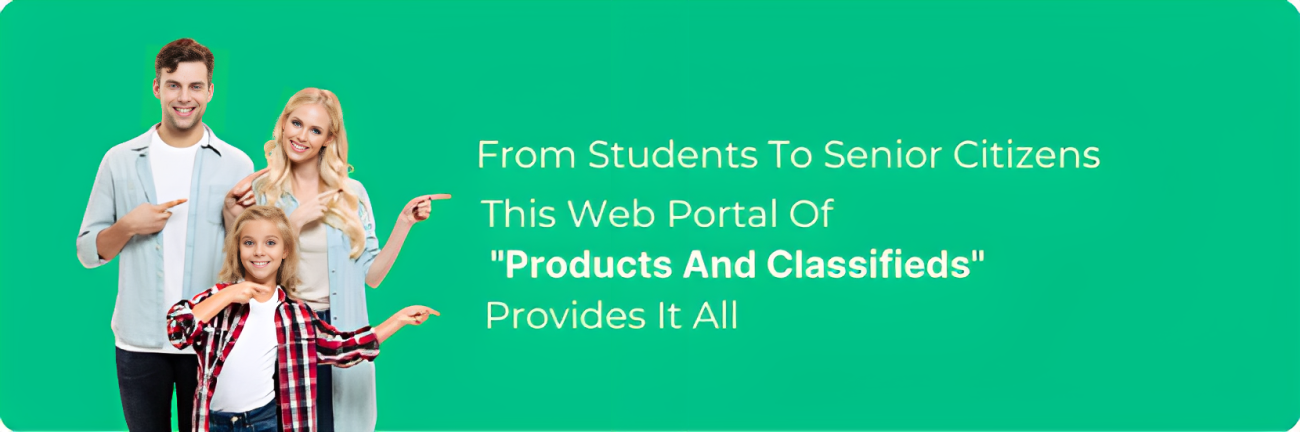 From Students To Senior Citizens
This Web Portal Of
"Products And Classifieds"
Provides It All